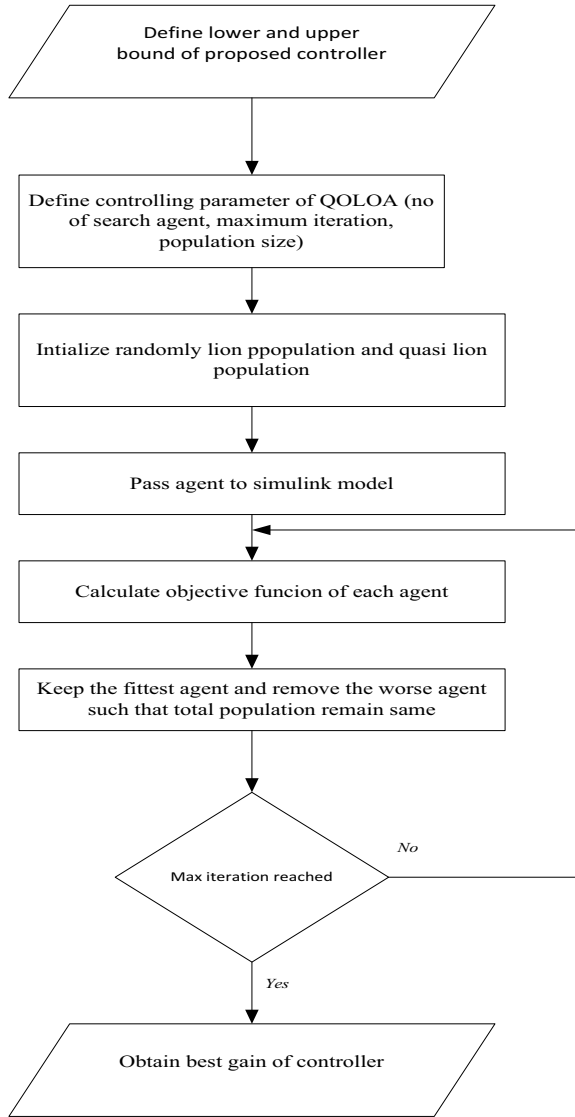 Define lower and upper
bound of proposed controller
Define controlling parameter of QOLOA (no
of search agent, maximum iteration,
population size)
Intialize randomly lion ppopulation and quasi lion
population
Pass agent to simulink model
Calculate objective funcion of each agent
Keep the fittest agent and remove the worse agent
such that total population remain same
Max iteration reached
No
Yes
Obtain best gain of controller